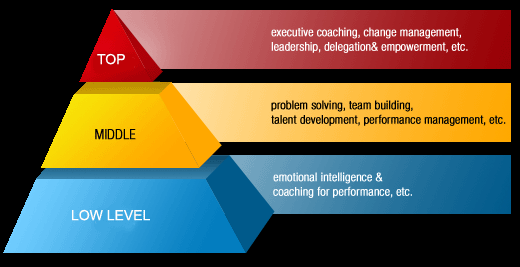 TOP
executive coaching, change management,
leadership, delegation& empowerment, etc.
MIDDLE
problem solving, team building,
talent development, performance management, etc.
LOW LEVEL
emotional intelligence &
coaching for performance, etc.